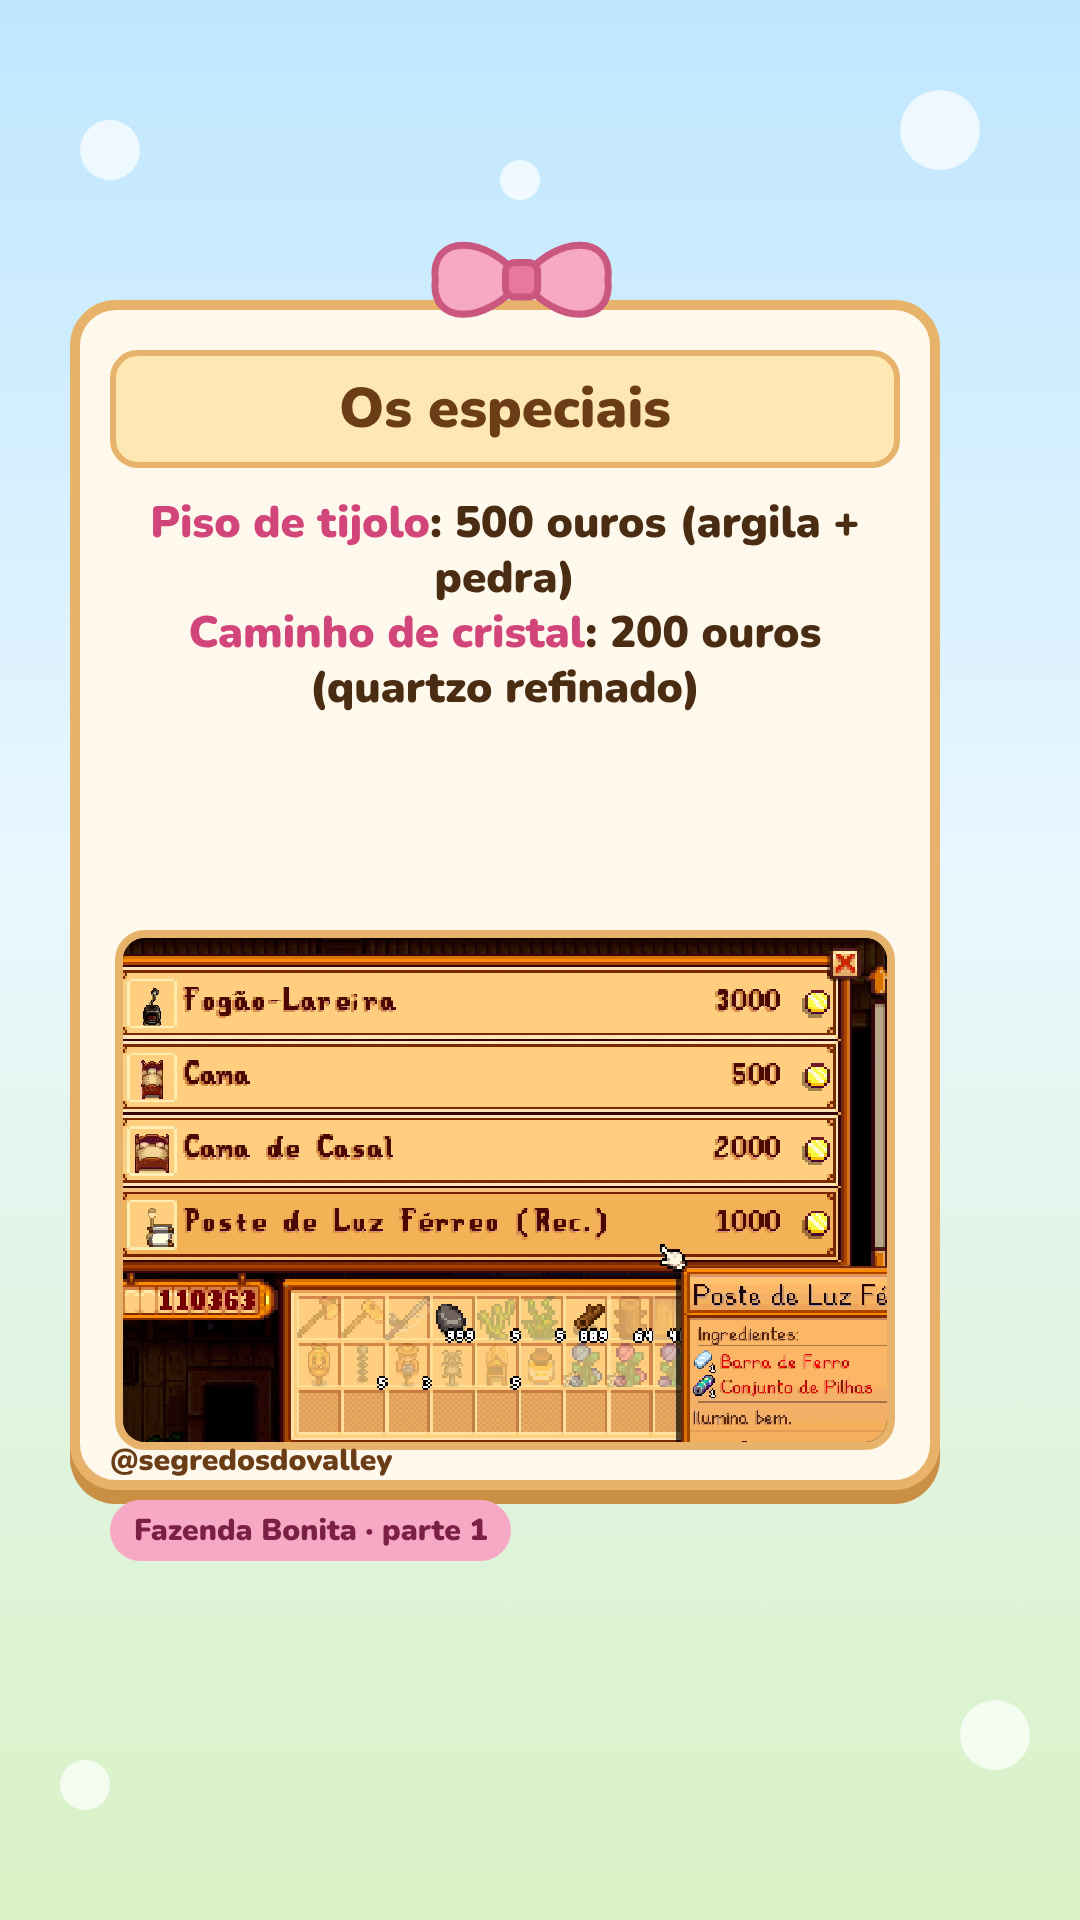 Os especiais
Piso de tijolo: 500 ouros (argila +
pedra)
Caminho de cristal: 200 ouros
(quartzo refinado)
Fogão-Lareira 3000
Cama 500
Cama de Casal 2000
Poste de Luz Férreo (Rec.) 1000
110363
Poste de Luz Fé
Ingredientes:
Barra de Ferro
Conjunto de Pilhas
Ilumina bem.
@segredosdovalley
Fazenda Bonita · parte 1